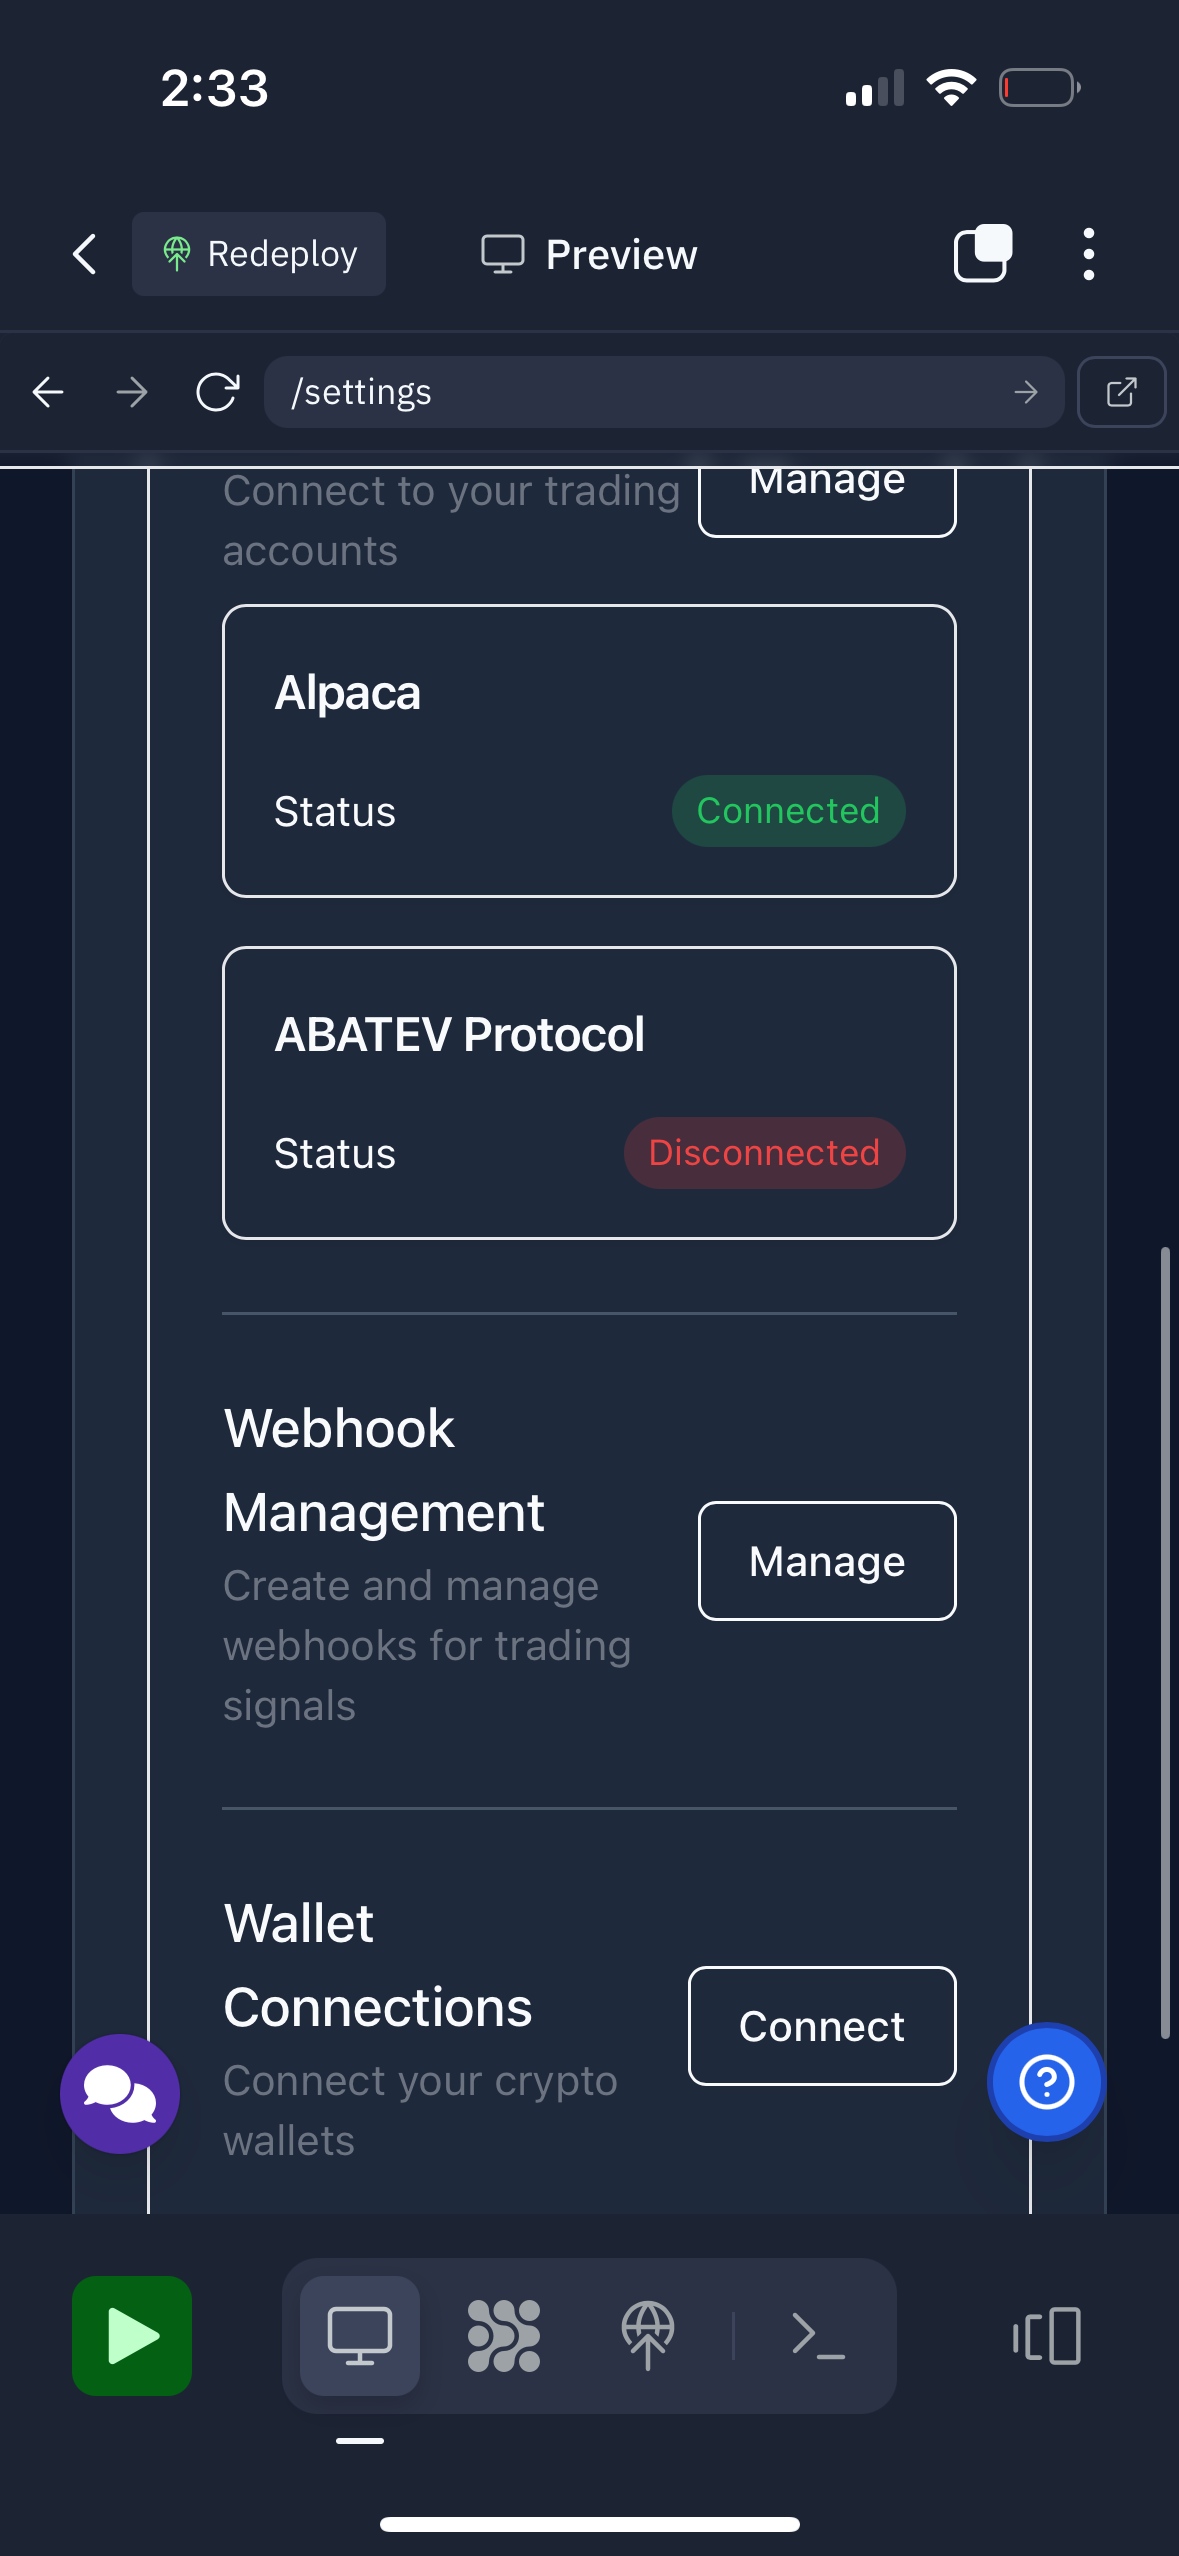 2:33
Redeploy
Preview
/settings
Connect to your trading
accounts
Manage
Alpaca
Status
Connected
ABATEV Protocol
Status
Disconnected
Webhook
Management
Create and manage
webhooks for trading
signals
Manage
Wallet
Connections
Connect your crypto
wallets
Connect